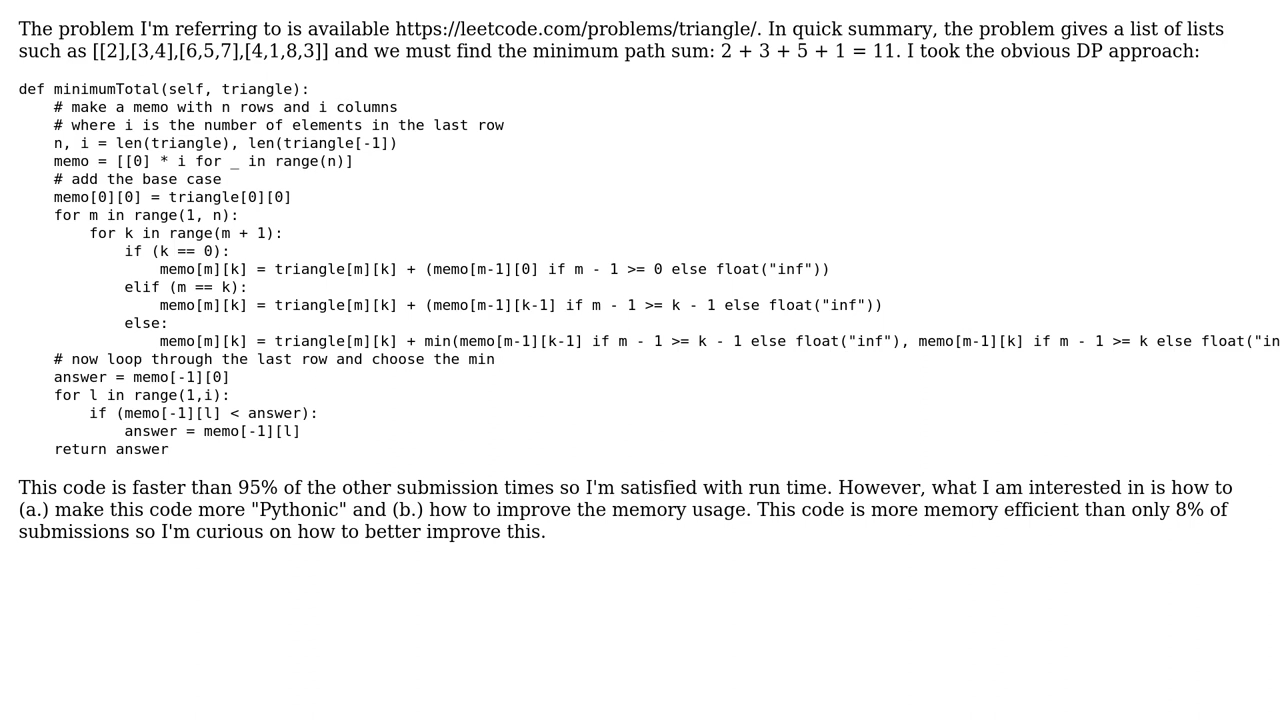 The problem I'm referring to is available https://leetcode.com/problems/triangle/. In quick summary, the problem gives a list of lists
such as [[2],[3,4],[6,5,7],[4,1,8,3]] and we must find the minimum path sum: 2 + 3 + 5 + 1 = 11. I took the obvious DP approach:
def minimumTotal(self, triangle):
    # make a memo with n rows and i columns
    # where i is the number of elements in the last row
    n, i = len(triangle), len(triangle[-1])
    memo = [[0] * i for _ in range(n)]
    # add the base case
    memo[0][0] = triangle[0][0]
    for m in range(1, n):
        for k in range(m + 1):
            if (k == 0):
                memo[m][k] = triangle[m][k] + (memo[m-1][0] if m - 1 >= 0 else float("inf"))
            elif (m == k):
                memo[m][k] = triangle[m][k] + (memo[m-1][k-1] if m - 1 >= k - 1 else float("inf"))
            else:
                memo[m][k] = triangle[m][k] + min(memo[m-1][k-1] if m - 1 >= k - 1 else float("inf"), memo[m-1][k] if m - 1 >= k else float("in
    # now loop through the last row and choose the min
    answer = memo[-1][0]
    for l in range(1,i):
        if (memo[-1][l] < answer):
            answer = memo[-1][l]
    return answer
This code is faster than 95% of the other submission times so I'm satisfied with run time. However, what I am interested in is how to
(a.) make this code more "Pythonic" and (b.) how to improve the memory usage. This code is more memory efficient than only 8% of
submissions so I'm curious on how to better improve this.